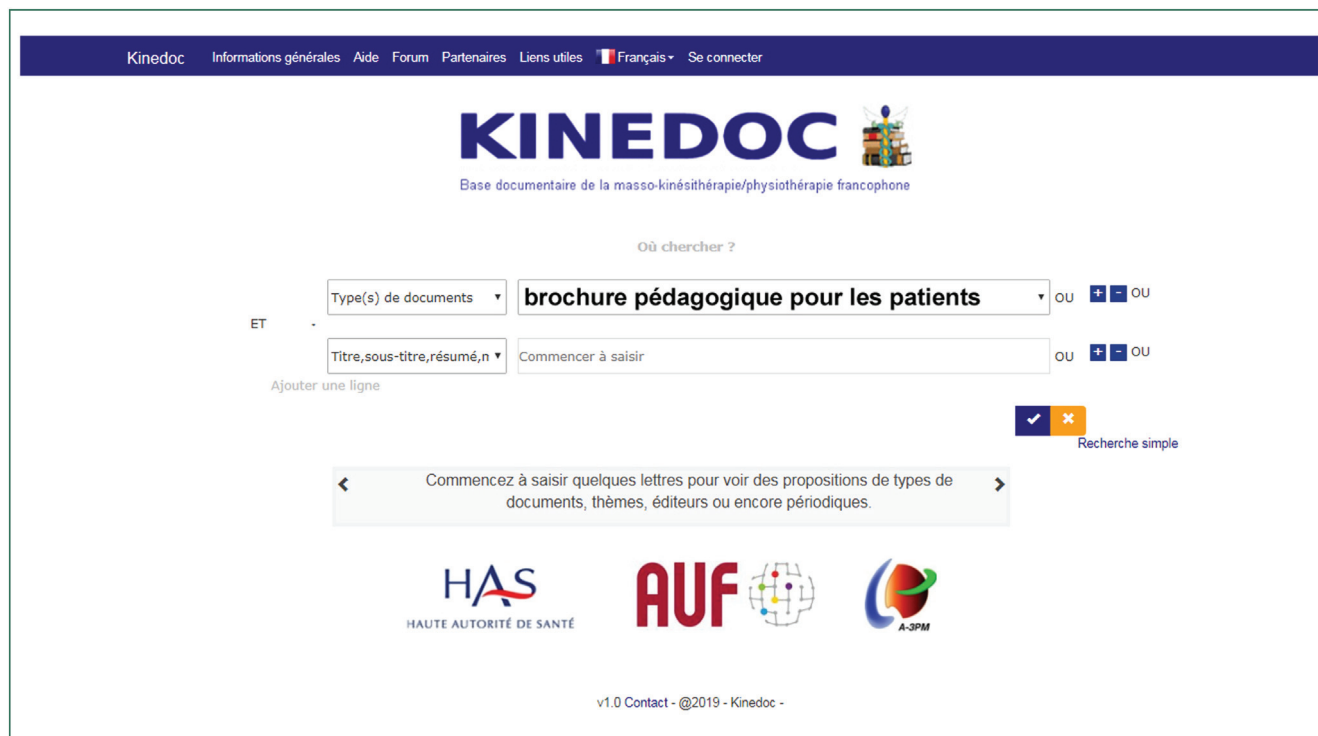 Kinedoc Informations générales Aide Forum Partenaires Liens utiles Français Se connecter
KINEDOC
Base documentaire de la masso-kinésithérapie/physiothérapie francophone
Où chercher ?
Type(s) de documents brochure pédagogique pour les patients OU + - OU
ET -
Titre,sous-titre,résumé,n Commencer à saisir OU + - OU
Ajouter une ligne
Recherche simple
Commencez à saisir quelques lettres pour voir des propositions de types de
documents, thèmes, éditeurs ou encore périodiques.
HAS
HAUTE AUTORITÉ DE SANTÉ
AUF
A-3PM
v1.0 Contact - @2019 - Kinedoc -